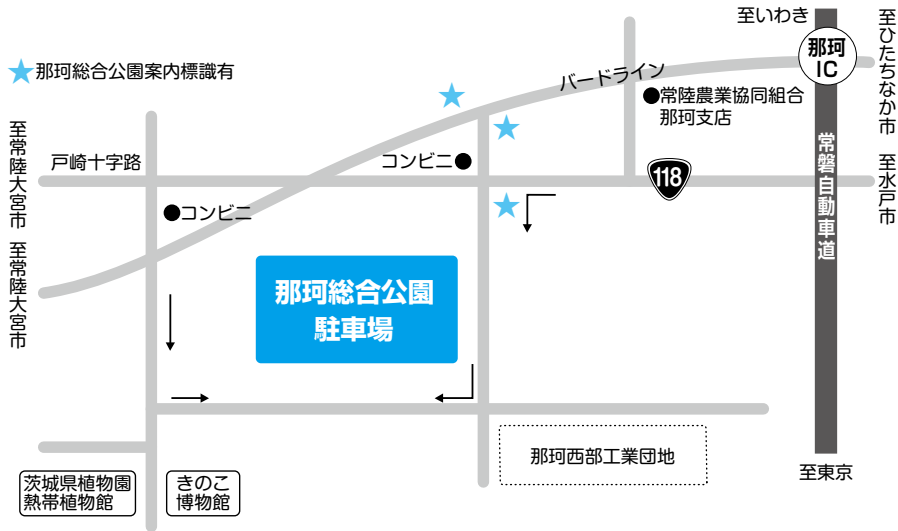 至いわき
至ひたちなか市
那珂
IC
★那珂総合公園案内標識有
バードライン
●常陸農業協同組合
那珂支店
至常陸大宮市
戸崎十字路
コンビニ●
118
常磐自動車道
至水戸市
●コンビニ
至常陸大宮市
那珂総合公園
駐車場
那珂西部工業団地
至東京
茨城県植物園
熱帯植物館
きのこ
博物館